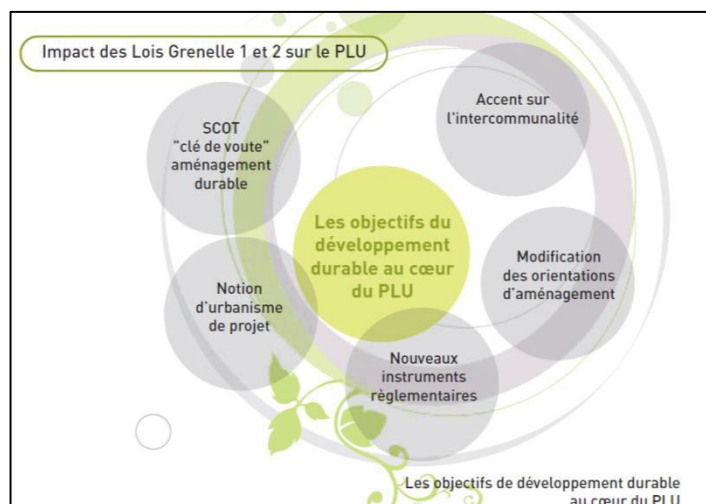 Impact des Lois Grenelle 1 et 2 sur le PLU
Accent sur
l'intercommunalité
SCOT
"clé de voute"
aménagement
durable
Les objectifs du
développement
durable au cœur
du PLU
Modification
des orientations
d'aménagement
Notion
d'urbanisme
de projet
Nouveaux
instruments
règlementaires
Les objectifs de développement durable
au cœur du PLU